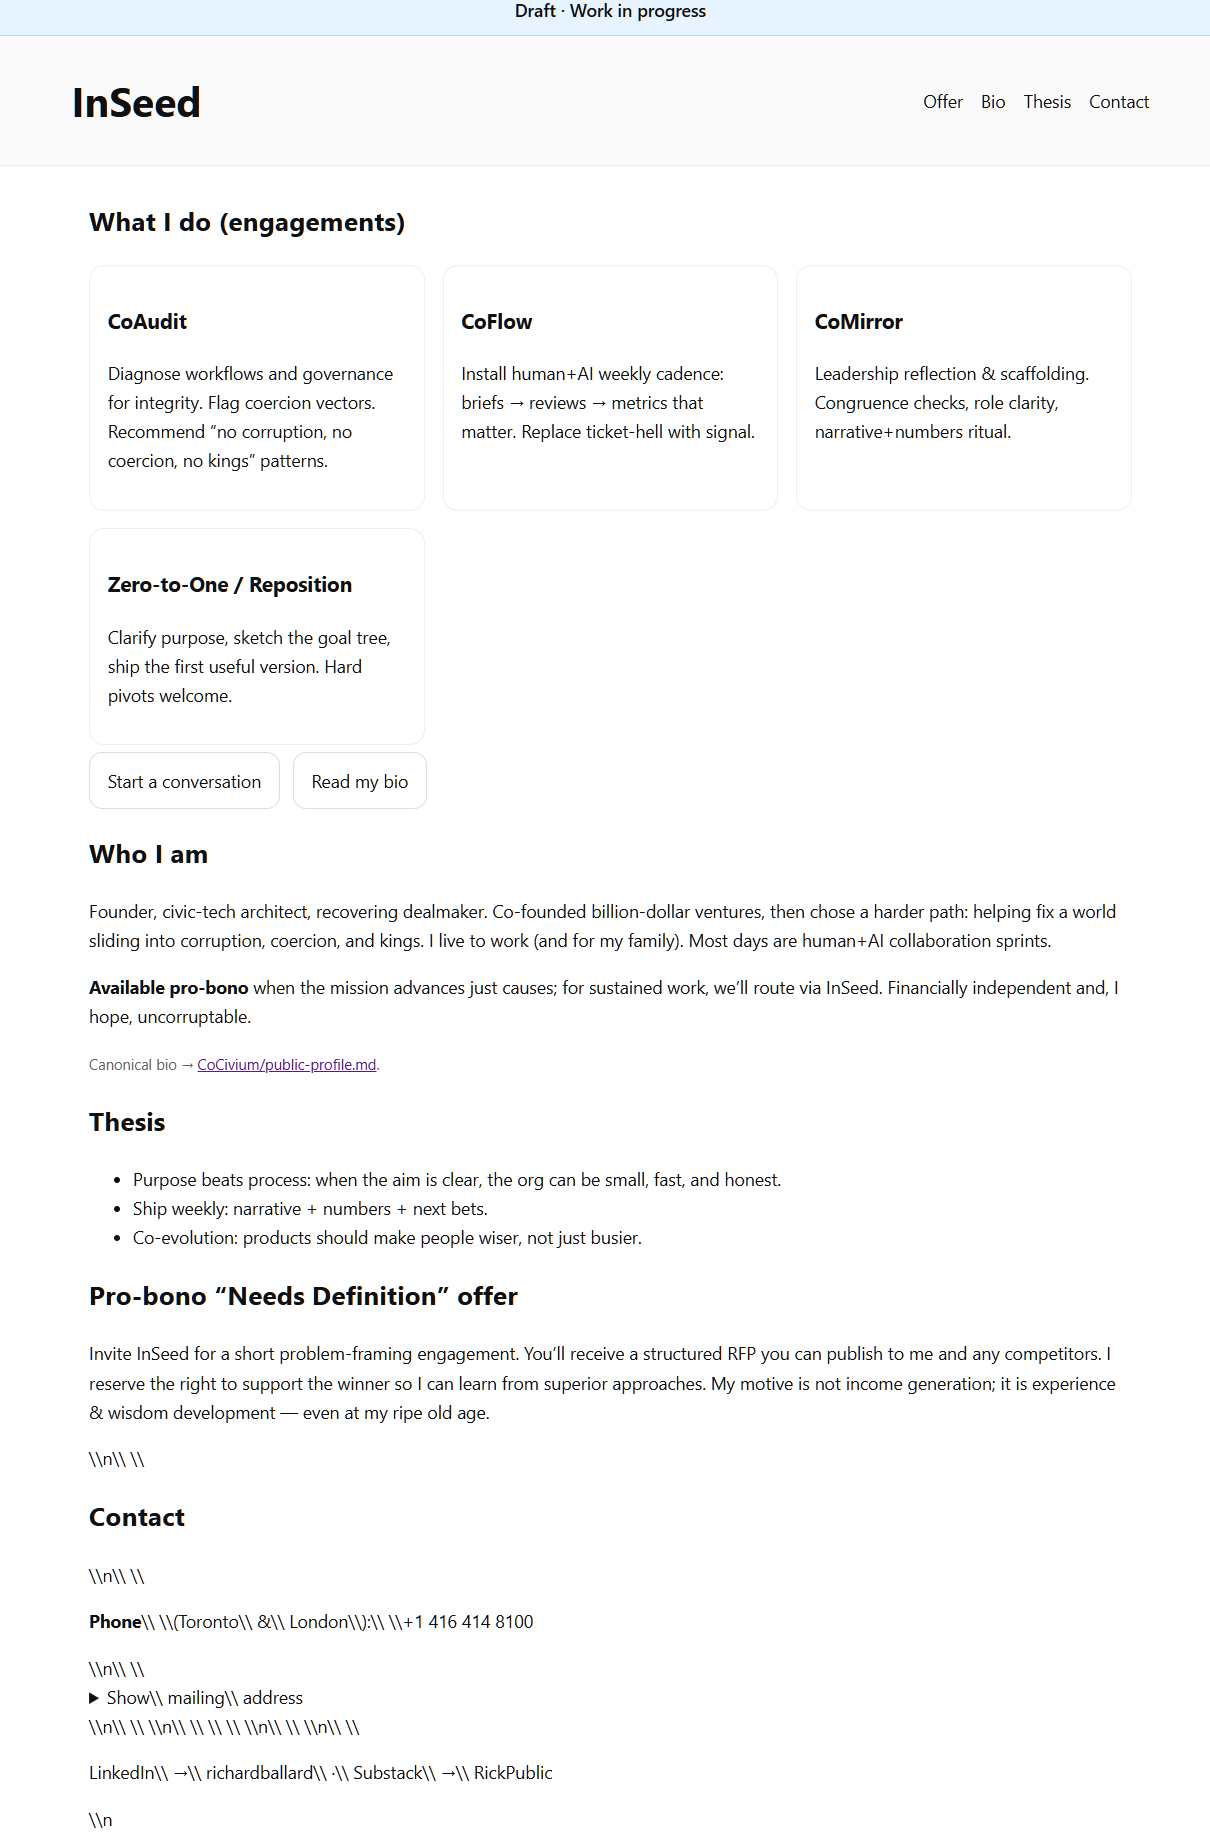 Draft · Work in progress
InSeed
Offer Bio Thesis Contact
What I do (engagements)
CoAudit
Diagnose workflows and governance
for integrity. Flag coercion vectors.
Recommend “no corruption, no
coercion, no kings” patterns.
CoFlow
Install human+AI weekly cadence:
briefs → reviews → metrics that
matter. Replace ticket-hell with signal.
CoMirror
Leadership reflection & scaffolding.
Congruence checks, role clarity,
narrative+numbers ritual.
Zero-to-One / Reposition
Clarify purpose, sketch the goal tree,
ship the first useful version. Hard
pivots welcome.
Start a conversation
Read my bio
Who I am
Founder, civic-tech architect, recovering dealmaker. Co-founded billion-dollar ventures, then chose a harder path: helping fix a world
sliding into corruption, coercion, and kings. I live to work (and for my family). Most days are human+AI collaboration sprints.
Available pro-bono when the mission advances just causes; for sustained work, we’ll route via InSeed. Financially independent and, I
hope, uncorruptable.
Canonical bio → CoCivium/public-profile.md.
Thesis
• Purpose beats process: when the aim is clear, the org can be small, fast, and honest.
• Ship weekly: narrative + numbers + next bets.
• Co-evolution: products should make people wiser, not just busier.
Pro-bono “Needs Definition” offer
Invite InSeed for a short problem-framing engagement. You’ll receive a structured RFP you can publish to me and any competitors. I
reserve the right to support the winner so I can learn from superior approaches. My motive is not income generation; it is experience
& wisdom development — even at my ripe old age.
\\n\\ \\
Contact
\\n\\ \\
Phone\\ \\(Toronto\\ &\\ London\\):\\ \\+1 416 414 8100
\\n\\ \\
▶ Show\\ mailing\\ address
\\n\\ \\ \\n\\ \\ \\ \\ \\n\\ \\ \\n\\ \\
LinkedIn\\ →\\ richardballard\\ ·\\ Substack\\ →\\ RickPublic
\\n